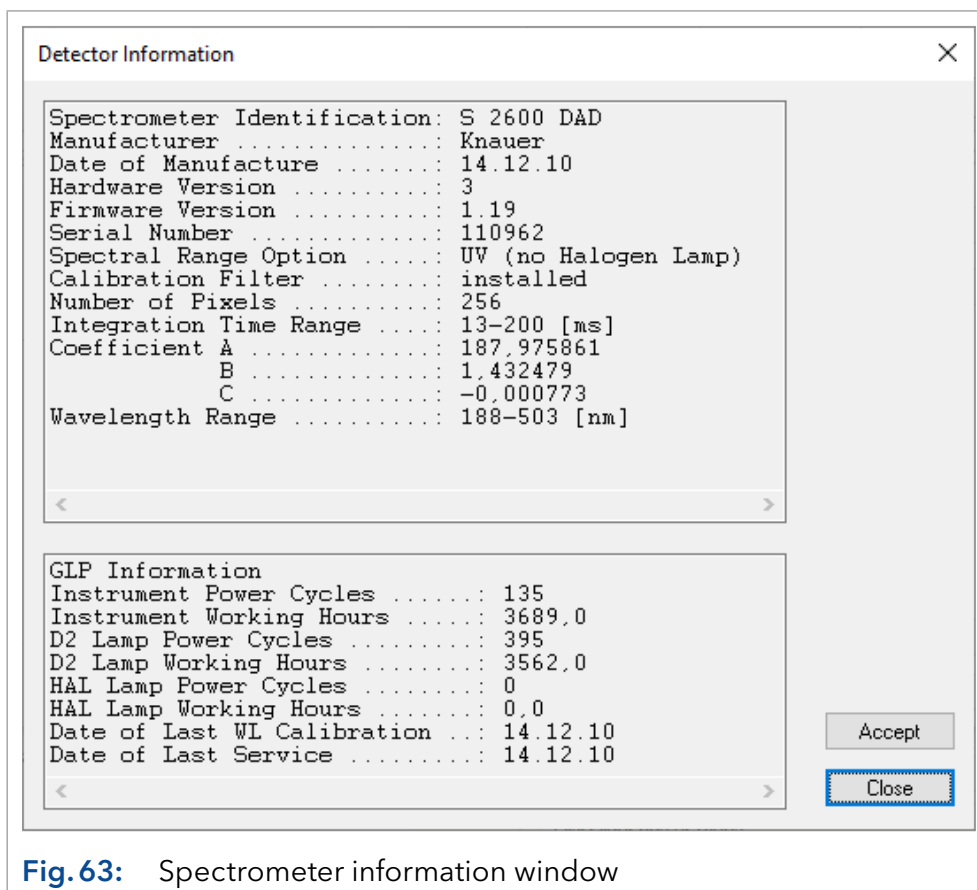 Detector Information
Spectrometer Identification: S 2600 DAD
Manufacturer ..............: Knauer
Date of Manufacture .......: 14.12.10
Hardware Version ..........: 3
Firmware Version ..........: 1.19
Serial Number .............: 110962
Spectral Range Option .....: UV (no Halogen Lamp)
Calibration Filter ........: installed
Number of Pixels ..........: 256
Integration Time Range ....: 13-200 [ms]
Coefficient A .............: 187,975861
B .............: 1,432479
C .............: -0,000773
Wavelength Range ..........: 188-503 [nm]
GLP Information
Instrument Power Cycles ......: 135
Instrument Working Hours .....: 3689,0
D2 Lamp Power Cycles .........: 395
D2 Lamp Working Hours ........: 3562,0
HAL Lamp Power Cycles ........: 0
HAL Lamp Working Hours .......: 0,0
Date of Last WL Calibration ..: 14.12.10
Date of Last Service .........: 14.12.10
Accept
Close
Fig. 63: Spectrometer information window